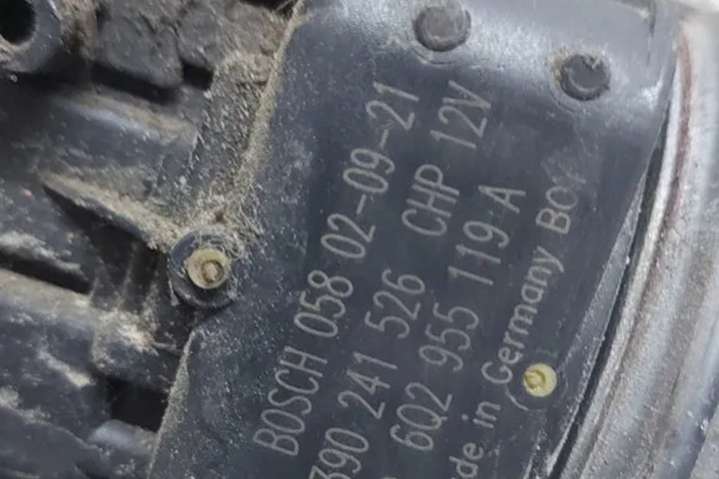 BOSCH 058 02-09-21
390 241 526 CHP 12V
6Q2 955 119 A
de in Germany BO